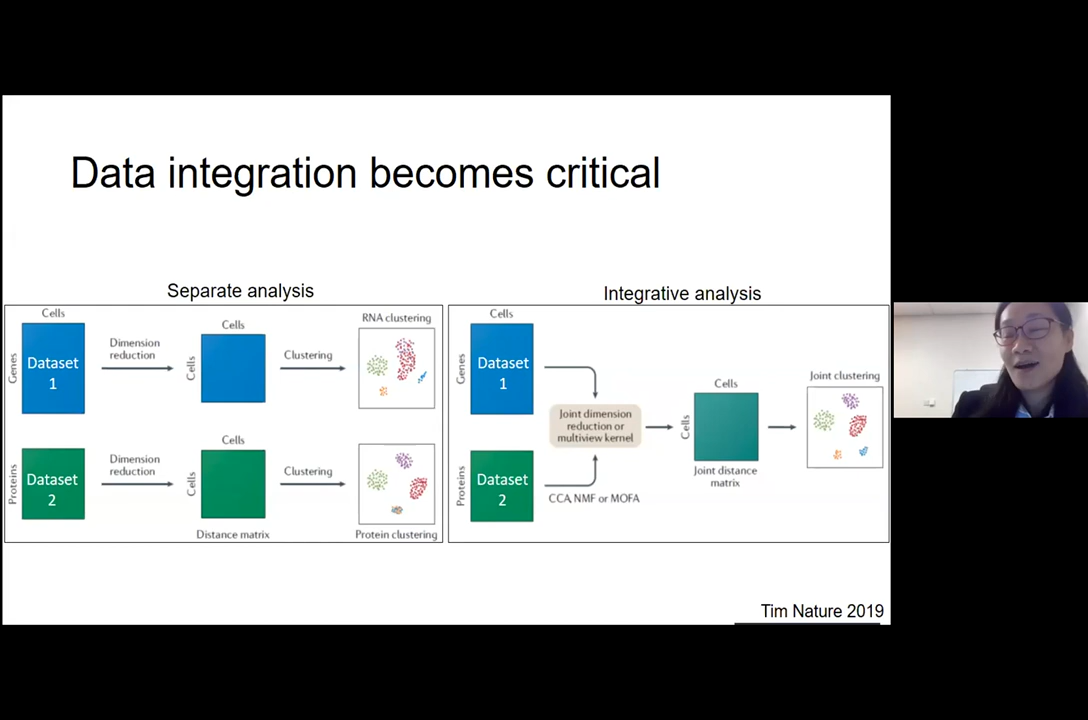 Data integration becomes critical
Separate analysis
Cells
Genes
Dataset
1
Dimension
reduction
Cells
Cells
Clustering
RNA clustering
Proteins
Dataset
2
Dimension
reduction
Cells
Cells
Distance matrix
Clustering
Protein clustering
Integrative analysis
Cells
Genes
Dataset
1
Proteins
Dataset
2
Joint dimension
reduction or
multiview kernel
CCA, NMF or MOFA
Cells
Cells
Joint distance
matrix
Joint clustering
Tim Nature 2019